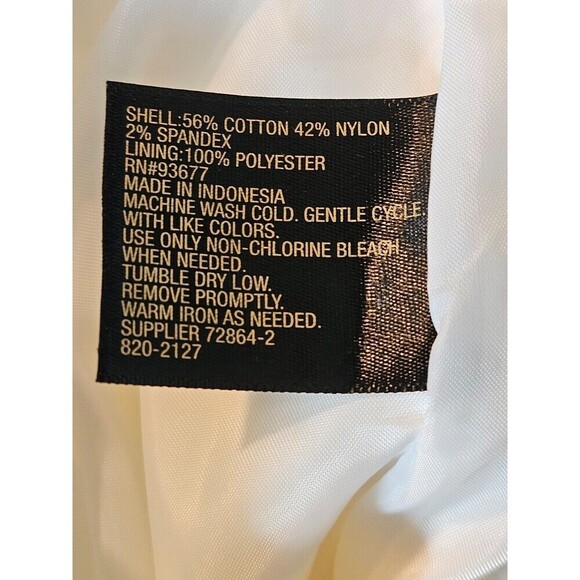 SHELL:56% COTTON 42% NYLON
2% SPANDEX
LINING:100% POLYESTER
RN#93677
MADE IN INDONESIA
MACHINE WASH COLD. GENTLE CYCLE.
WITH LIKE COLORS.
USE ONLY NON-CHLORINE BLEACH
WHEN NEEDED.
TUMBLE DRY LOW.
REMOVE PROMPTLY.
WARM IRON AS NEEDED.
SUPPLIER 72864-2
820-2127